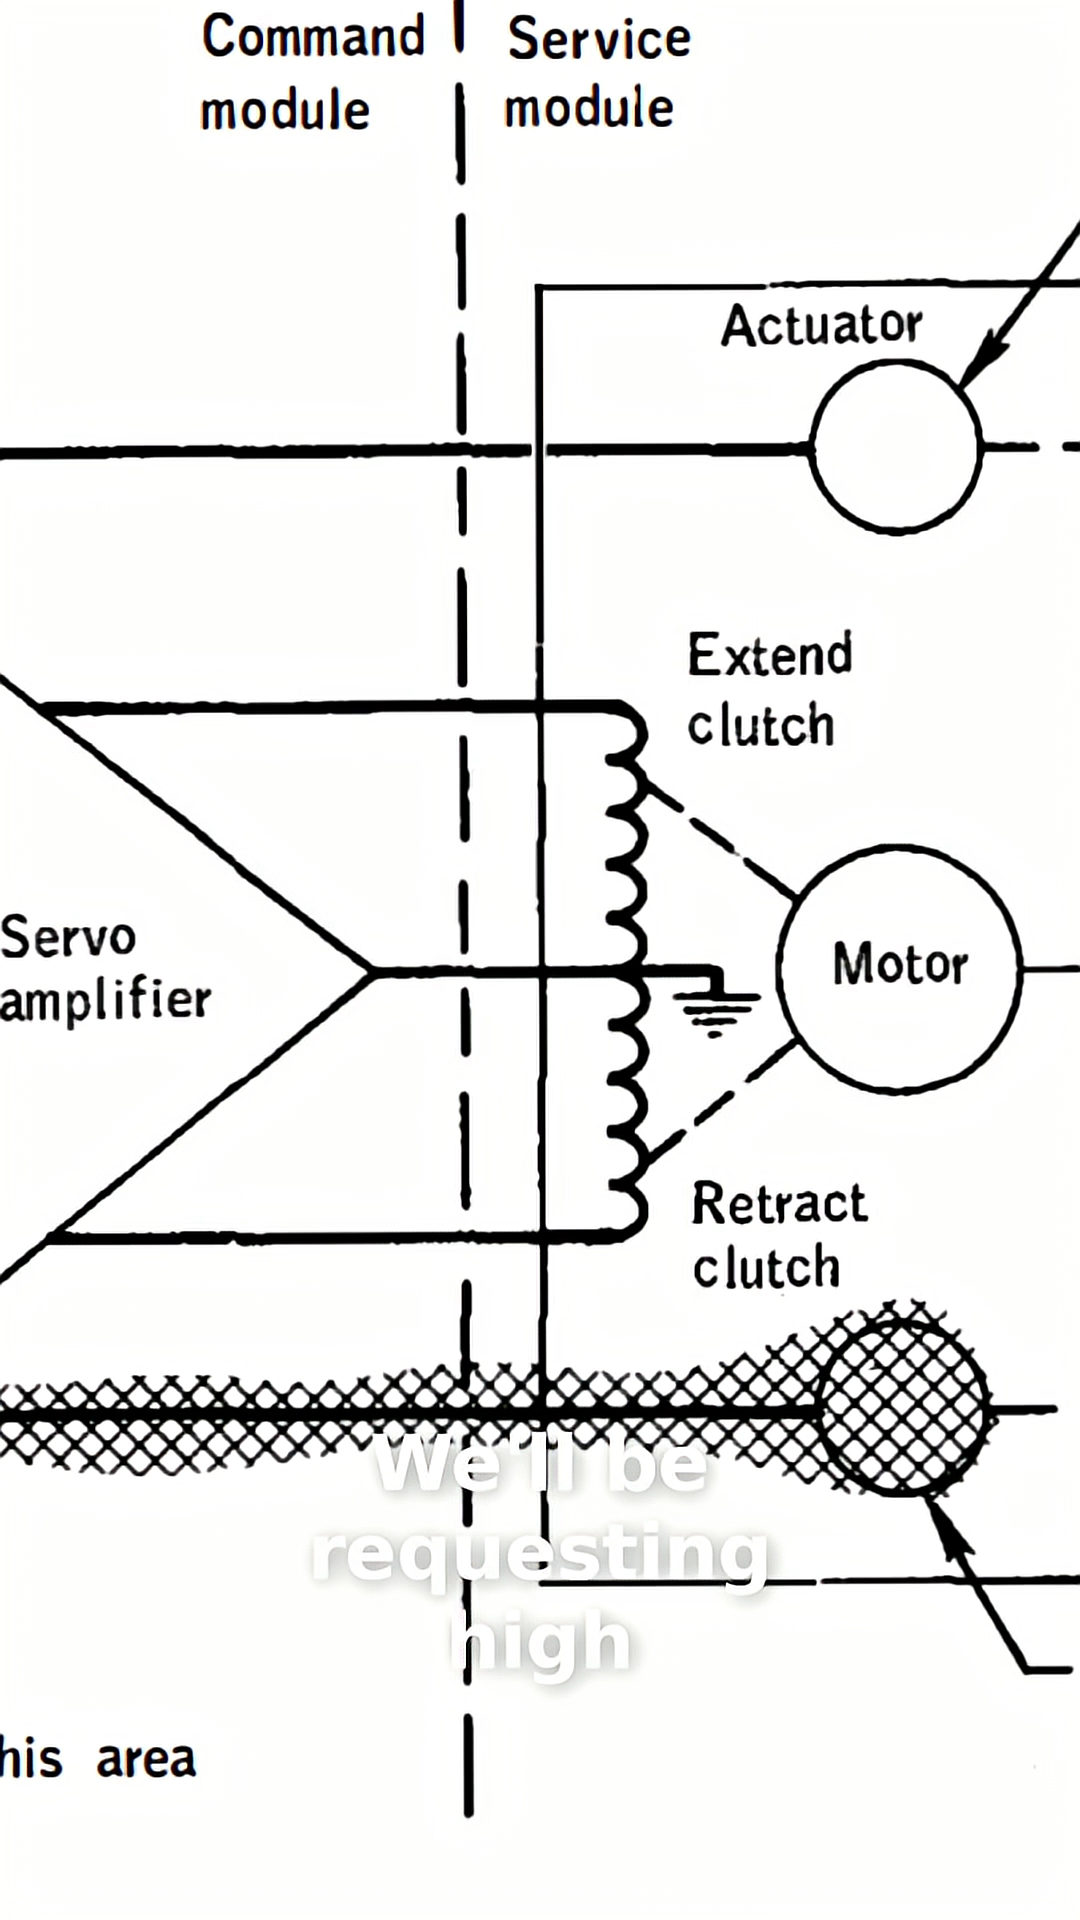 Command
module
Service
module
Actuator
Extend
clutch
Servo
amplifier
Motor
Retract
clutch
We'll be
requesting
high
his area